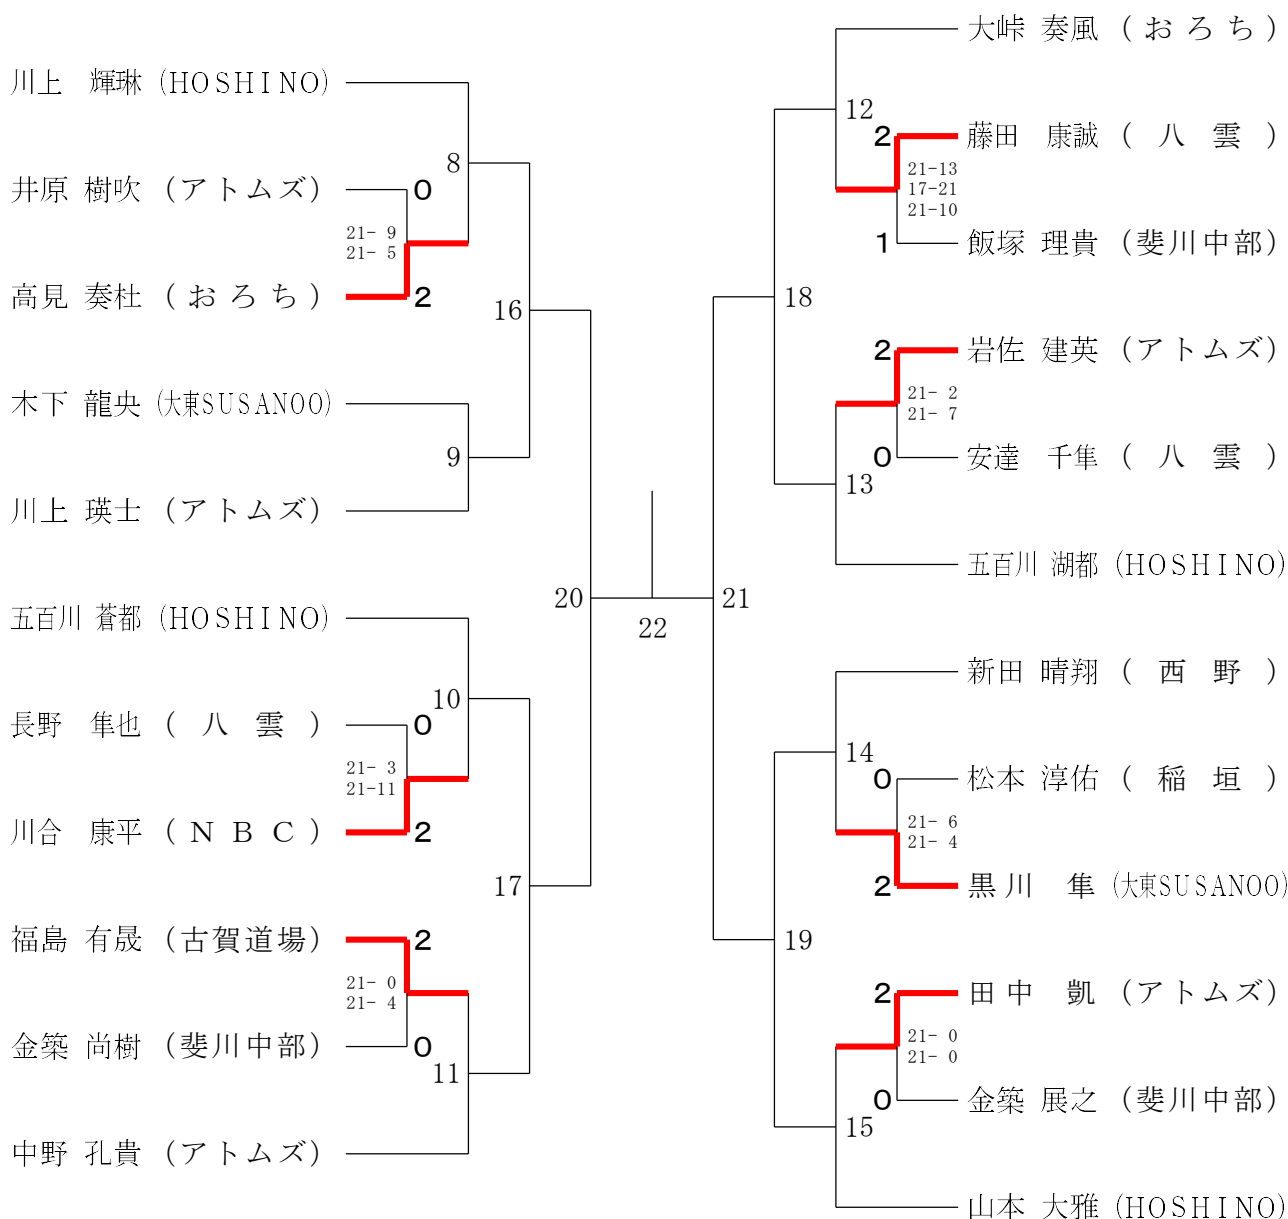 川上 輝琳 (HOSHINO)
8
井原 樹吹 (アトムズ) 0
21- 9
21- 5
高見 奏杜 (おろち) 2
16
木下 龍央 (大東SUSANOO)
9
川上 瑛士 (アトムズ)
20
五百川 蒼都 (HOSHINO)
10
長野 隼也 (八雲) 0
21- 3
21-11
川合 康平 (NBC) 2
17
福島 有晟 (古賀道場) 2
21- 0
21- 4
金築 尚樹 (斐川中部) 0
11
中野 孔貴 (アトムズ)
22
大峠 奏風 (おろち)
12
2 藤田 康誠 (八雲)
21-13
17-21
21-10
1 飯塚 理貴 (斐川中部)
18
2 岩佐 建英 (アトムズ)
21- 2
21- 7
0 安達 千隼 (八雲)
13
五百川 湖都 (HOSHINO)
21
新田 晴翔 (西野)
14
0 松本 淳佑 (稲垣)
21- 6
21- 4
2 黒川 隼 (大東SUSANOO)
19
2 田中 凱 (アトムズ)
21- 0
21- 0
0 金築 展之 (斐川中部)
15
山本 大雅 (HOSHINO)